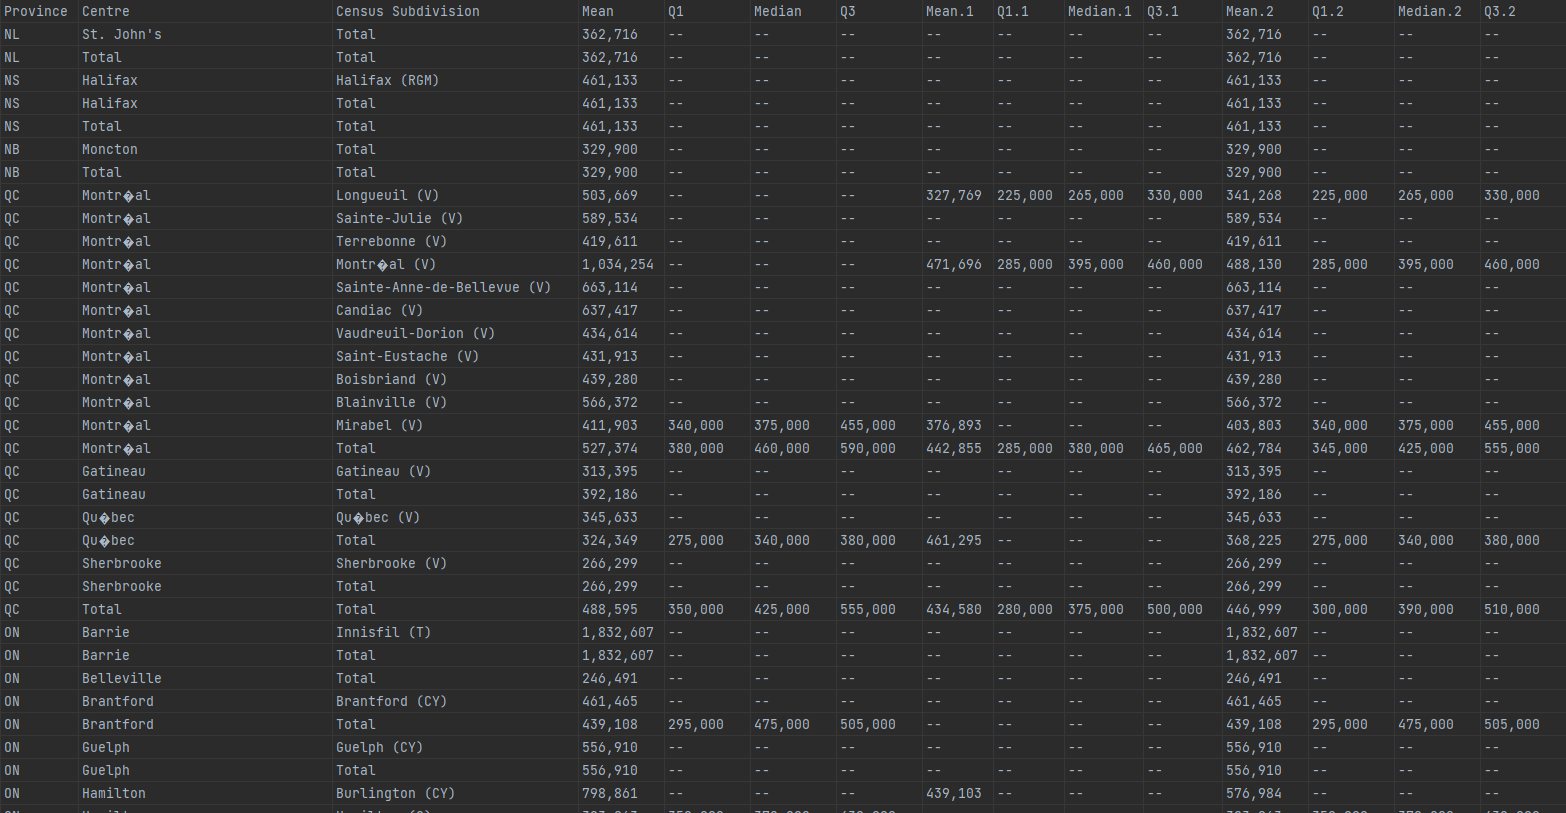 Province Centre Census Subdivision Mean Q1 Median Q3 Mean.1 Q1.1 Median.1 Q3.1 Mean.2 Q1.2 Median.2 Q3.2
NL St. John's Total 362,716 -- -- -- -- -- -- -- 362,716 -- -- --
NL Total Total 362,716 -- -- -- -- -- -- -- 362,716 -- -- --
NS Halifax Halifax (RGM) 461,133 -- -- -- -- -- -- -- 461,133 -- -- --
NS Halifax Total 461,133 -- -- -- -- -- -- -- 461,133 -- -- --
NS Total Total 461,133 -- -- -- -- -- -- -- 461,133 -- -- --
NB Moncton Total 329,900 -- -- -- -- -- -- -- 329,900 -- -- --
NB Total Total 329,900 -- -- -- -- -- -- -- 329,900 -- -- --
QC Montr�al Longueuil (V) 503,669 -- -- -- 327,769 225,000 265,000 330,000 341,268 225,000 265,000 330,000
QC Montr�al Sainte-Julie (V) 589,534 -- -- -- -- -- -- -- 589,534 -- -- --
QC Montr�al Terrebonne (V) 419,611 -- -- -- -- -- -- -- 419,611 -- -- --
QC Montr�al Montr�al (V) 1,034,254 -- -- -- 471,696 285,000 395,000 460,000 488,130 285,000 395,000 460,000
QC Montr�al Sainte-Anne-de-Bellevue (V) 663,114 -- -- -- -- -- -- -- 663,114 -- -- --
QC Montr�al Candiac (V) 637,417 -- -- -- -- -- -- -- 637,417 -- -- --
QC Montr�al Vaudreuil-Dorion (V) 434,614 -- -- -- -- -- -- -- 434,614 -- -- --
QC Montr�al Saint-Eustache (V) 431,913 -- -- -- -- -- -- -- 431,913 -- -- --
QC Montr�al Boisbriand (V) 439,280 -- -- -- -- -- -- -- 439,280 -- -- --
QC Montr�al Blainville (V) 566,372 -- -- -- -- -- -- -- 566,372 -- -- --
QC Montr�al Mirabel (V) 411,903 340,000 375,000 455,000 376,893 -- -- -- 403,803 340,000 375,000 455,000
QC Montr�al Total 527,374 380,000 460,000 590,000 442,855 285,000 380,000 465,000 462,784 345,000 425,000 555,000
QC Gatineau Gatineau (V) 313,395 -- -- -- -- -- -- -- 313,395 -- -- --
QC Gatineau Total 392,186 -- -- -- -- -- -- -- 392,186 -- -- --
QC Qu�bec Qu�bec (V) 345,633 -- -- -- -- -- -- -- 345,633 -- -- --
QC Qu�bec Total 324,349 275,000 340,000 380,000 461,295 -- -- -- 368,225 275,000 340,000 380,000
QC Sherbrooke Sherbrooke (V) 266,299 -- -- -- -- -- -- -- 266,299 -- -- --
QC Sherbrooke Total 266,299 -- -- -- -- -- -- -- 266,299 -- -- --
QC Total Total 488,595 350,000 425,000 555,000 434,580 280,000 375,000 500,000 446,999 300,000 390,000 510,000
ON Barrie Innisfil (T) 1,832,607 -- -- -- -- -- -- -- 1,832,607 -- -- --
ON Barrie Total 1,832,607 -- -- -- -- -- -- -- 1,832,607 -- -- --
ON Belleville Total 246,491 -- -- -- -- -- -- -- 246,491 -- -- --
ON Brantford Brantford (CY) 461,465 -- -- -- -- -- -- -- 461,465 -- -- --
ON Brantford Total 439,108 295,000 475,000 505,000 -- -- -- -- 439,108 295,000 475,000 505,000
ON Guelph Guelph (CY) 556,910 -- -- -- -- -- -- -- 556,910 -- -- --
ON Guelph Total 556,910 -- -- -- -- -- -- -- 556,910 -- -- --
ON Hamilton Burlington (CY) 798,861 -- -- -- 439,103 -- -- -- 576,984 -- -- --